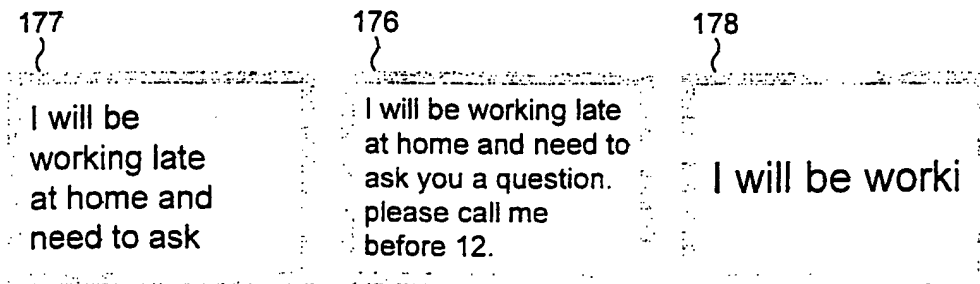 177
I will be
working late
at home and
need to ask
176
I will be working late
at home and need to
ask you a question.
please call me
before 12.
178
I will be worki